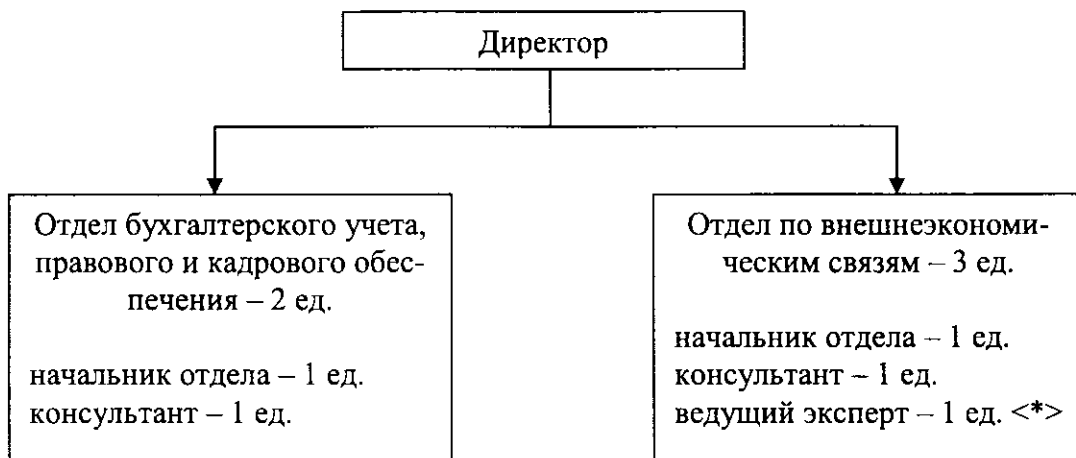 Директор
Отдел бухгалтерского учета,
правового и кадрового обес-
печения – 2 ед.
начальник отдела – 1 ед.
консультант – 1 ед.
Отдел по внешнеэкономи-
ческим связям – 3 ед.
начальник отдела – 1 ед.
консультант – 1 ед.
ведущий эксперт – 1 ед. <*>